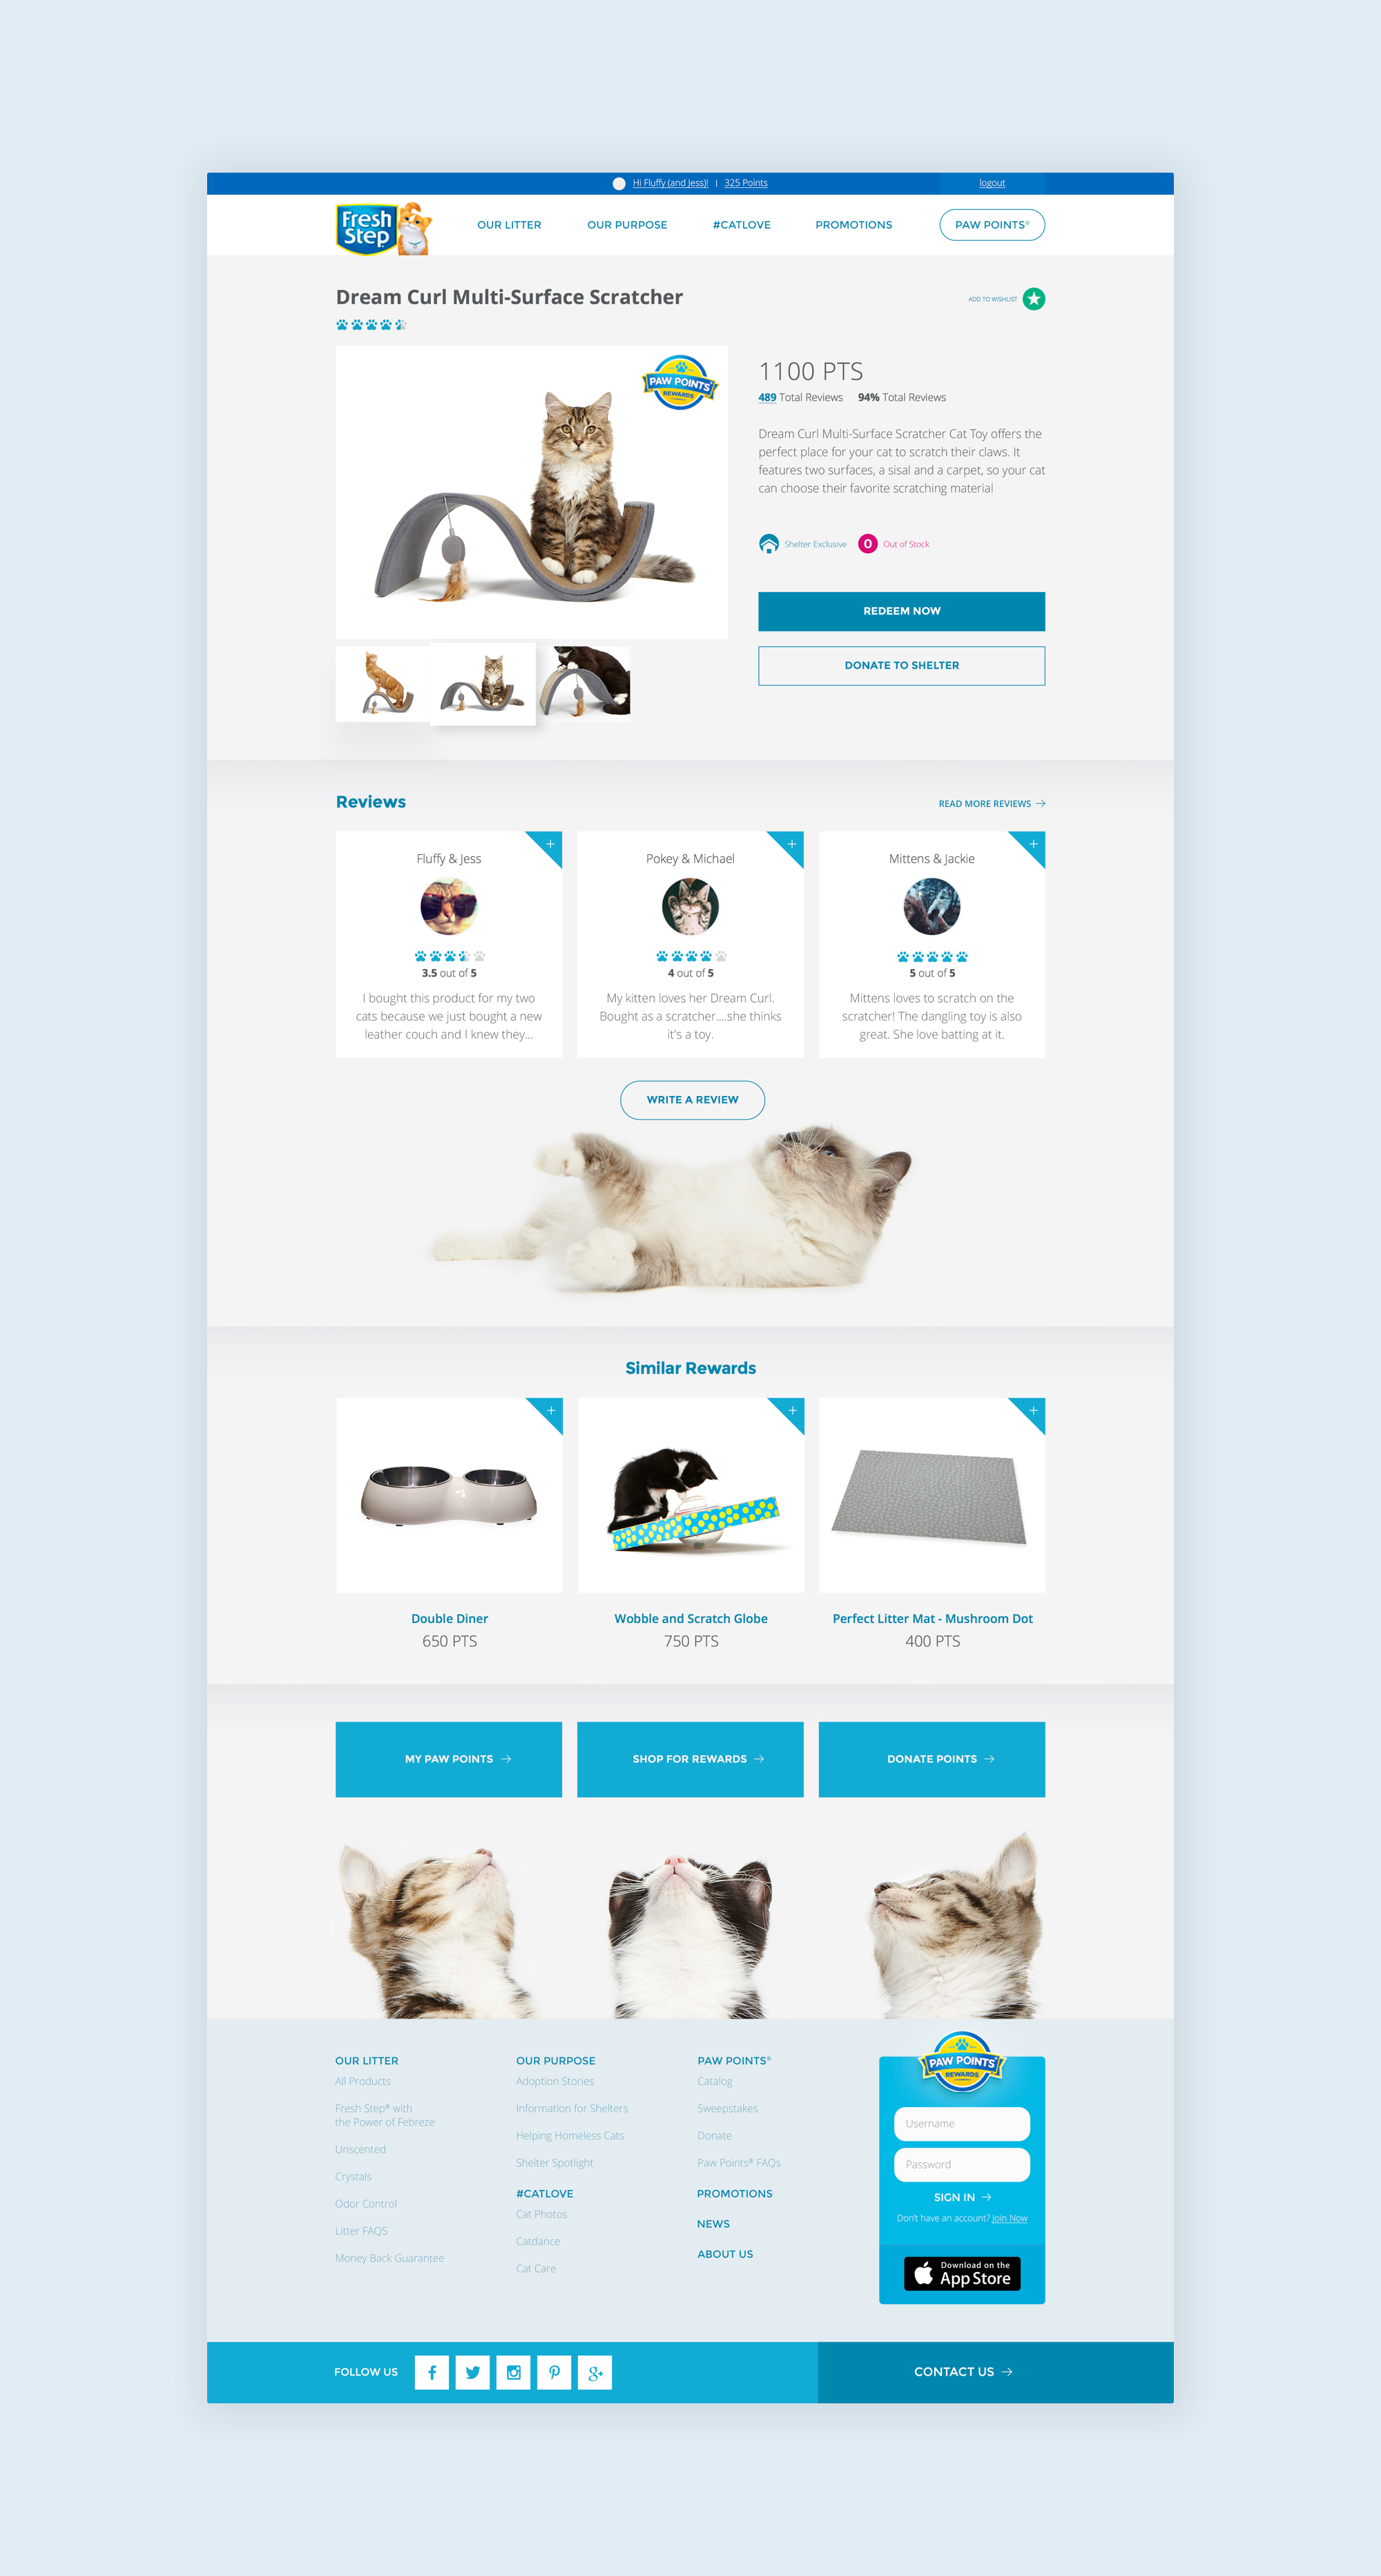 Hi Fluffy (and Jess)! | 325 Points
logout
Fresh
Step
OUR LITTER
OUR PURPOSE
#CATLOVE
PROMOTIONS
PAW POINTS®
Dream Curl Multi-Surface Scratcher
ADD TO WISHLIST
PAW POINTS
REWARDS
1100 PTS
489 Total Reviews 94% Total Reviews
Dream Curl Multi-Surface Scratcher Cat Toy offers the
perfect place for your cat to scratch their claws. It
features two surfaces, a sisal and a carpet, so your cat
can choose their favorite scratching material
Shelter Exclusive
0 Out of Stock
REDEEM NOW
DONATE TO SHELTER
Reviews
READ MORE REVIEWS →
Fluffy & Jess
3.5 out of 5
I bought this product for my two
cats because we just bought a new
leather couch and I knew they...
Pokey & Michael
4 out of 5
My kitten loves her Dream Curl.
Bought as a scratcher....she thinks
it's a toy.
Mittens & Jackie
5 out of 5
Mittens loves to scratch on the
scratcher! The dangling toy is also
great. She love batting at it.
WRITE A REVIEW
Similar Rewards
Double Diner
650 PTS
Wobble and Scratch Globe
750 PTS
Perfect Litter Mat - Mushroom Dot
400 PTS
MY PAW POINTS →
SHOP FOR REWARDS →
DONATE POINTS →
OUR LITTER
All Products
Fresh Step® with
the Power of Febreze
Unscented
Crystals
Odor Control
Litter FAQS
Money Back Guarantee
OUR PURPOSE
Adoption Stories
Information for Shelters
Helping Homeless Cats
Shelter Spotlight
#CATLOVE
Cat Photos
Catdance
Cat Care
PAW POINTS®
Catalog
Sweepstakes
Donate
Paw Points® FAQs
PROMOTIONS
NEWS
ABOUT US
PAW POINTS
REWARDS
Username
Password
SIGN IN →
Don't have an account? Join Now
Download on the
App Store
FOLLOW US
CONTACT US →